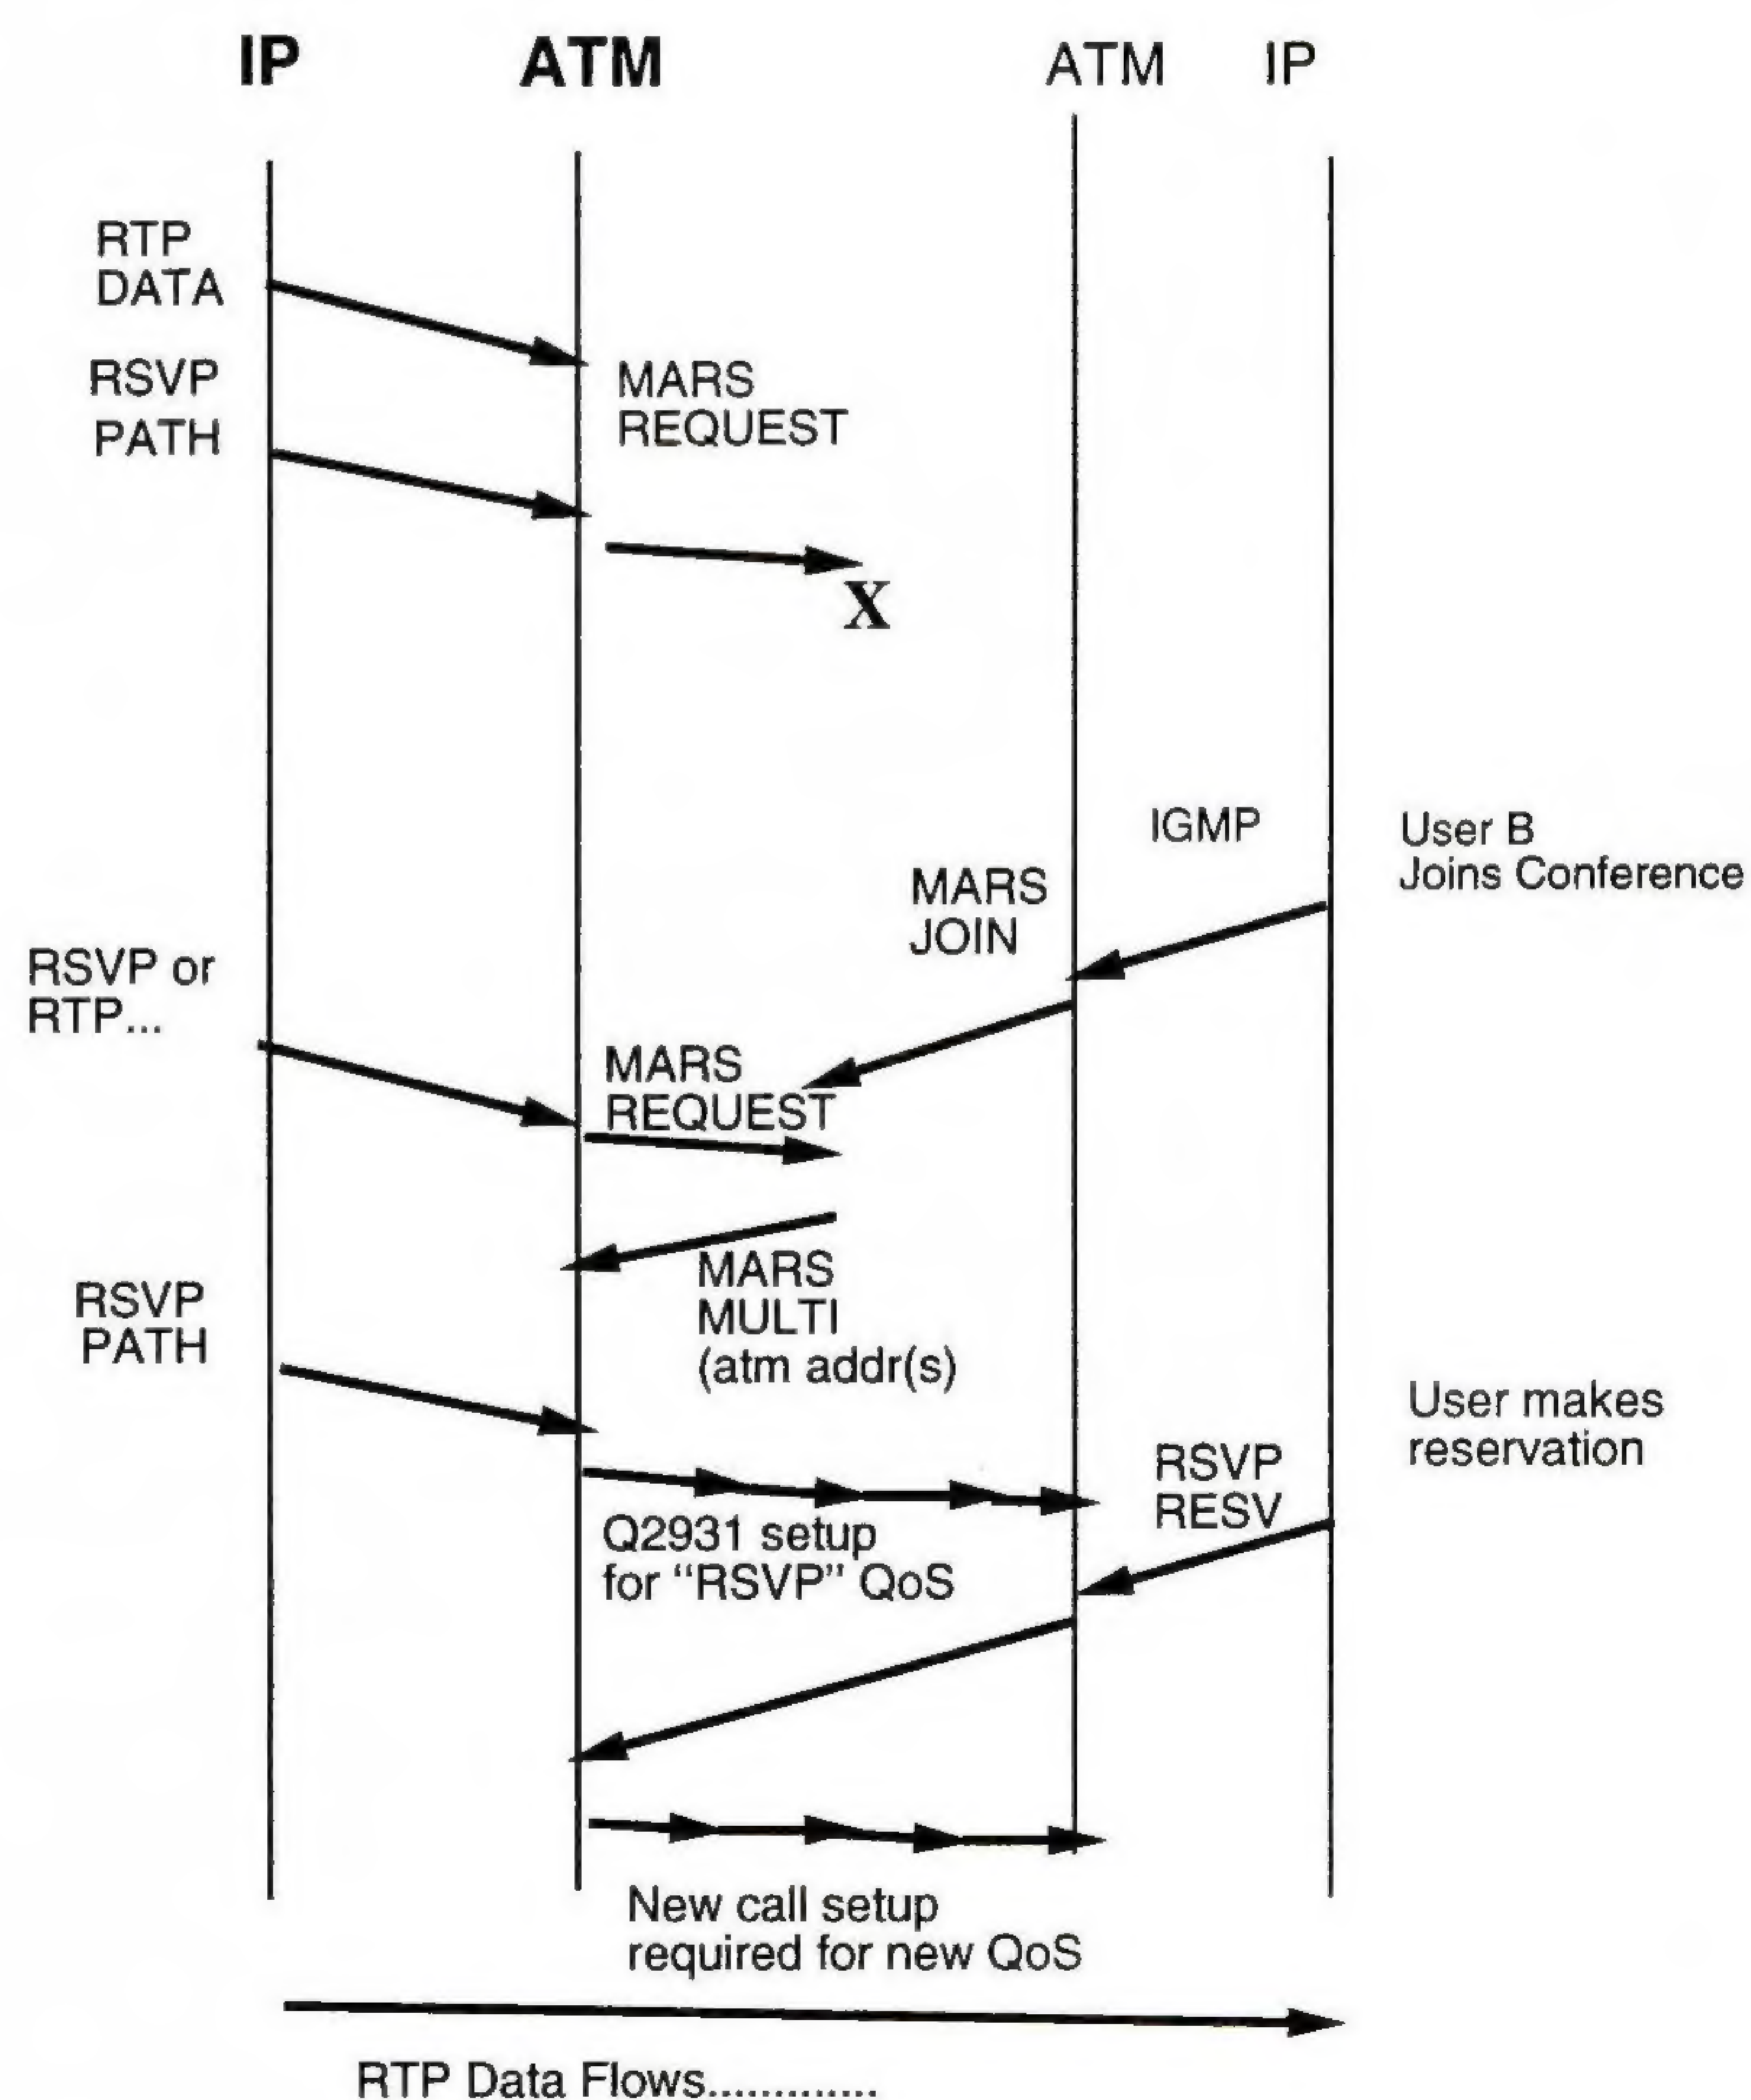 IP ATM ATM IP
RTP
DATA
RSVP
PATH
MARS
REQUEST
X
IGMP
User B
Joins Conference
MARS
JOIN
RSVP or
RTP...
MARS
REQUEST
MARS
MULTI
(atm addr(s)
RSVP
PATH
User makes
reservation
RSVP
RESV
Q2931 setup
for “RSVP” QoS
New call setup
required for new QoS
RTP Data Flows..............